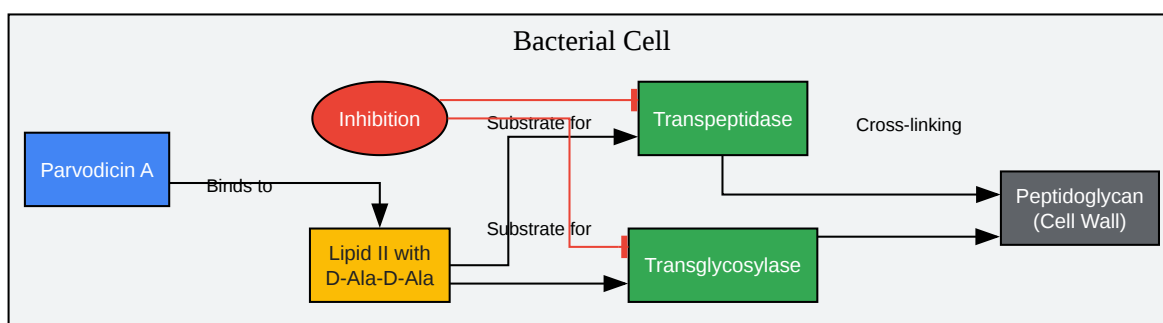 Bacterial Cell
Inhibition
Substrate for
Transpeptidase
Cross-linking
Parvodicin A
Binds to
Peptidoglycan
(Cell Wall)
Substrate for
Lipid II with
D-Ala-D-Ala
Transglycosylase